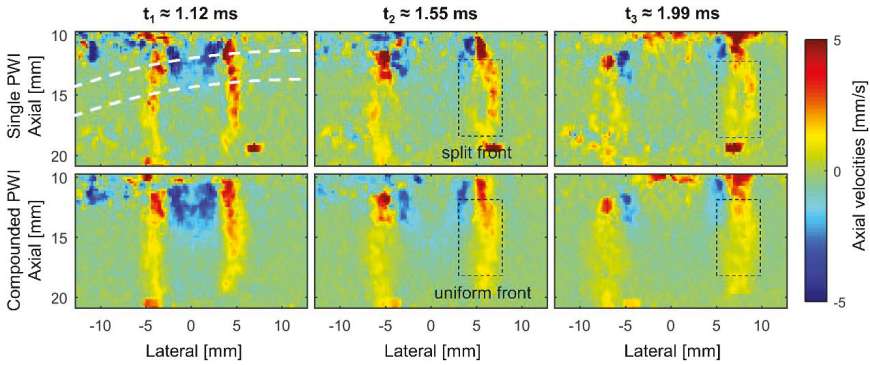 t₁ ≈ 1.12 ms
t₂ ≈ 1.55 ms
t₃ ≈ 1.99 ms
Single PWI
Axial [mm]
10
15
20
split front
Compounded PWI
Axial [mm]
10
15
20
uniform front
-10 -5 0 5 10
-10 -5 0 5 10
-10 -5 0 5 10
Lateral [mm]
Lateral [mm]
Lateral [mm]
5
0
-5
Axial velocities [mm/s]